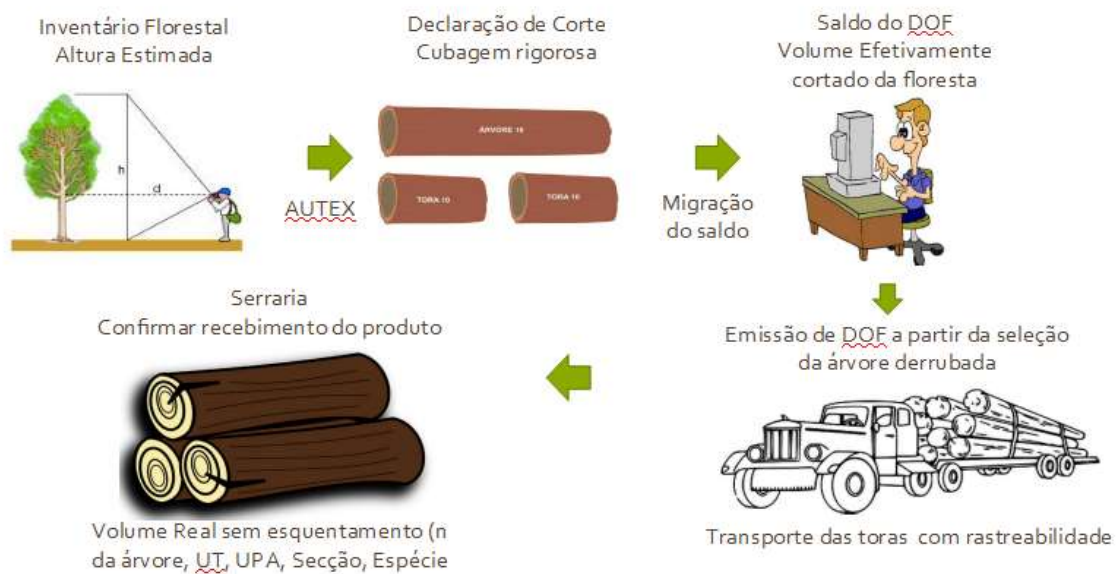 Inventário Florestal
Altura Estimada
h
d
AUTEX
Declaração de Corte
Cubagem rigorosa
ÁRVORE 16
TORA 10
TORA 16
Migração
do saldo
Saldo do DOF
Volume Efetivamente
cortado da floresta
Emissão de DOF a partir da seleção
da árvore derrubada
Transporte das toras com rastreabilidade
Serraria
Confirmar recebimento do produto
Volume Real sem esquentamento (n
da árvore, UT, UPA, Secção, Espécie